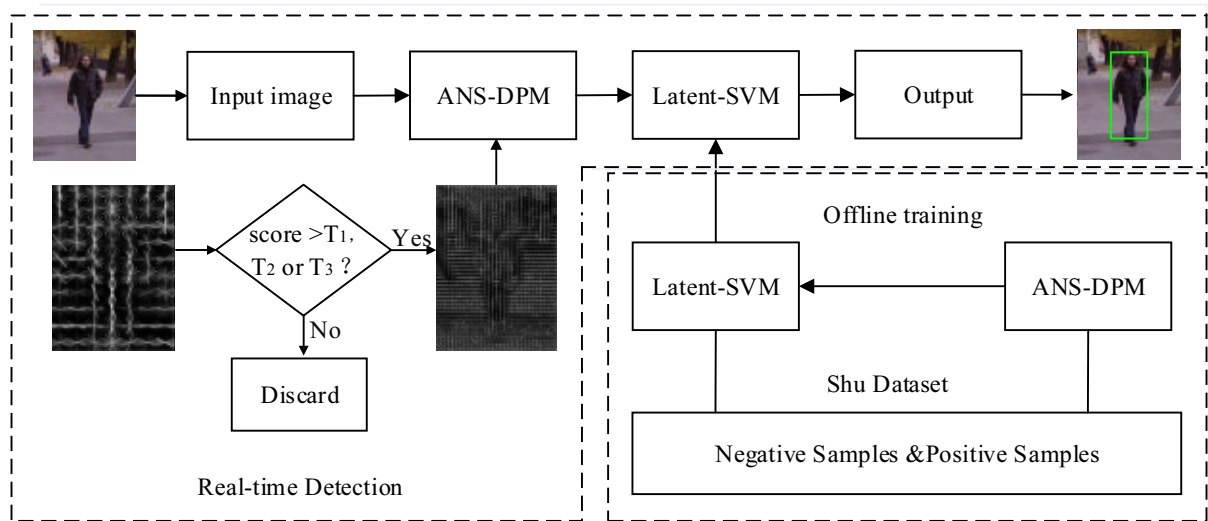 Input image
ANS-DPM
Latent-SVM
Output
score >T1,
T2 or T3 ?
Yes
No
Discard
Real-time Detection
Offline training
Latent-SVM
ANS-DPM
Shu Dataset
Negative Samples &Positive Samples